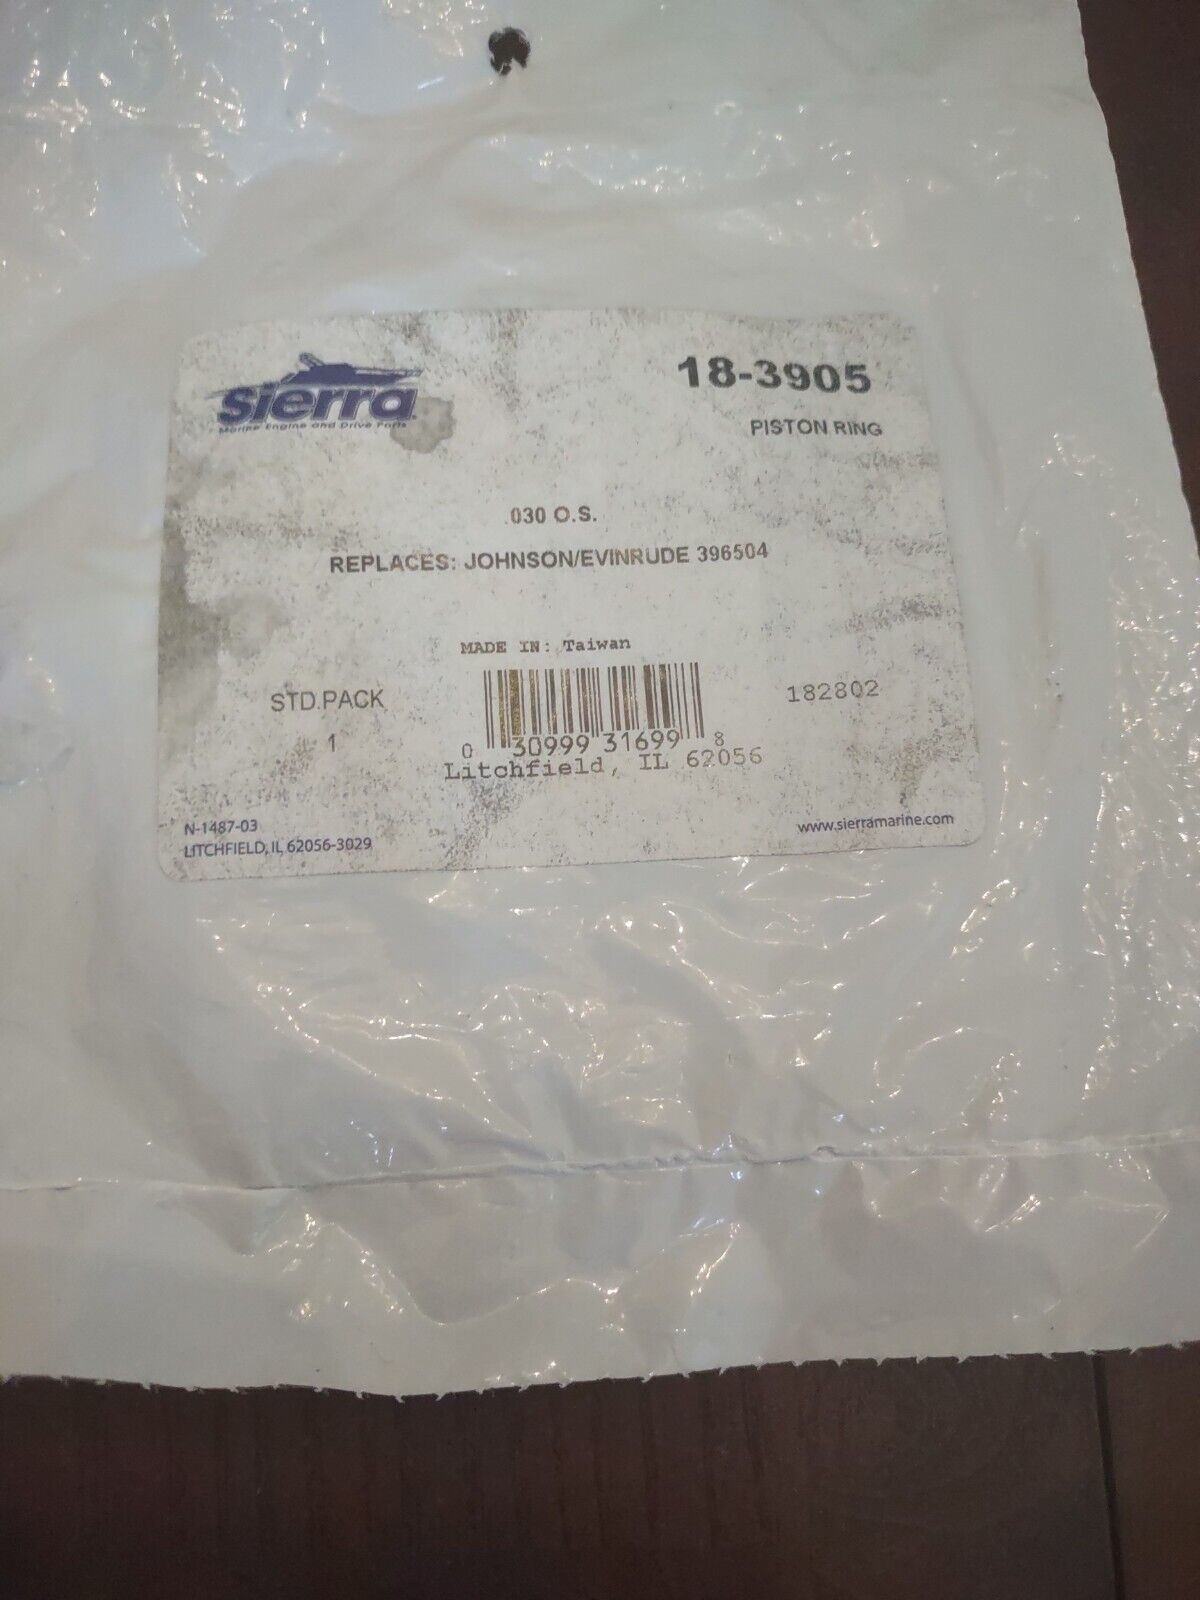 sierra
Marine Engine and Drive Parts
18-3905
PISTON RING
.030 O.S.
REPLACES: JOHNSON/EVINRUDE 396504
MADE IN: Taiwan
STD.PACK
1
182802
0 30999 31699 8
Litchfield, IL 62056
N-1487-03
LITCHFIELD, IL 62056-3029
www.sierramarine.com